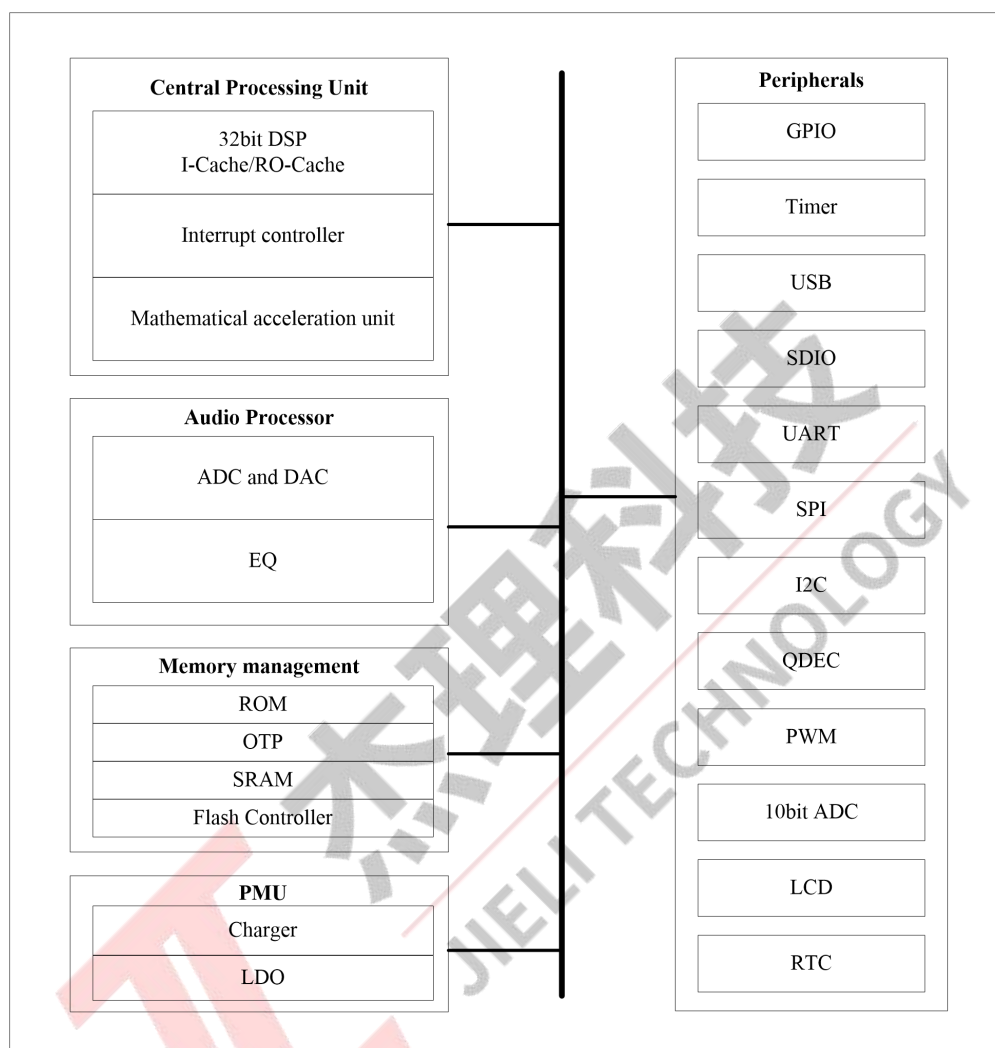 Central Processing Unit
32bit DSP
I-Cache/RO-Cache
Interrupt controller
Mathematical acceleration unit
Audio Processor
ADC and DAC
EQ
Memory management
ROM
OTP
SRAM
Flash Controller
PMU
Charger
LDO
Peripherals
GPIO
Timer
USB
SDIO
UART
SPI
I2C
QDEC
PWM
10bit ADC
LCD
RTC
杰理科技
JIELI TECHNOLOGY